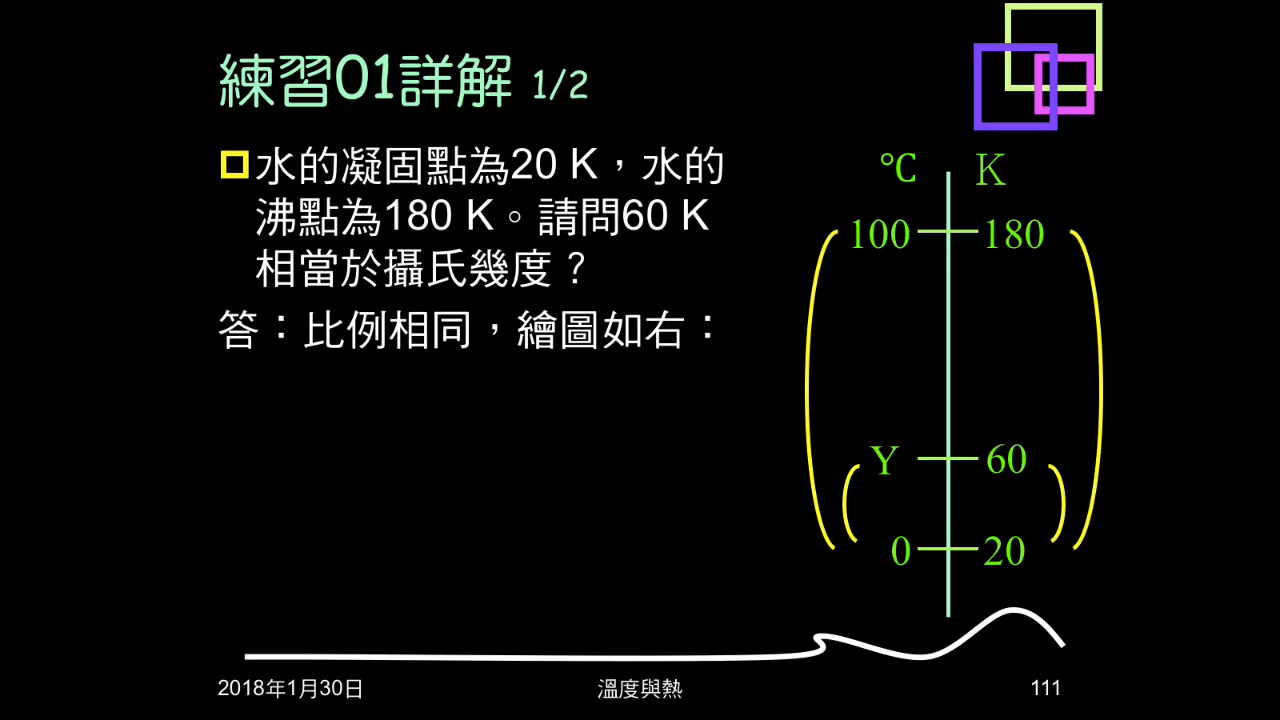 練習01詳解 1/2
水的凝固點為20 K，水的
沸點為180 K。請問60 K
相當於攝氏幾度？
答：比例相同，繪圖如右：
℃ K
100 180
Y 60
0 20
2018年1月30日 溫度與熱 111